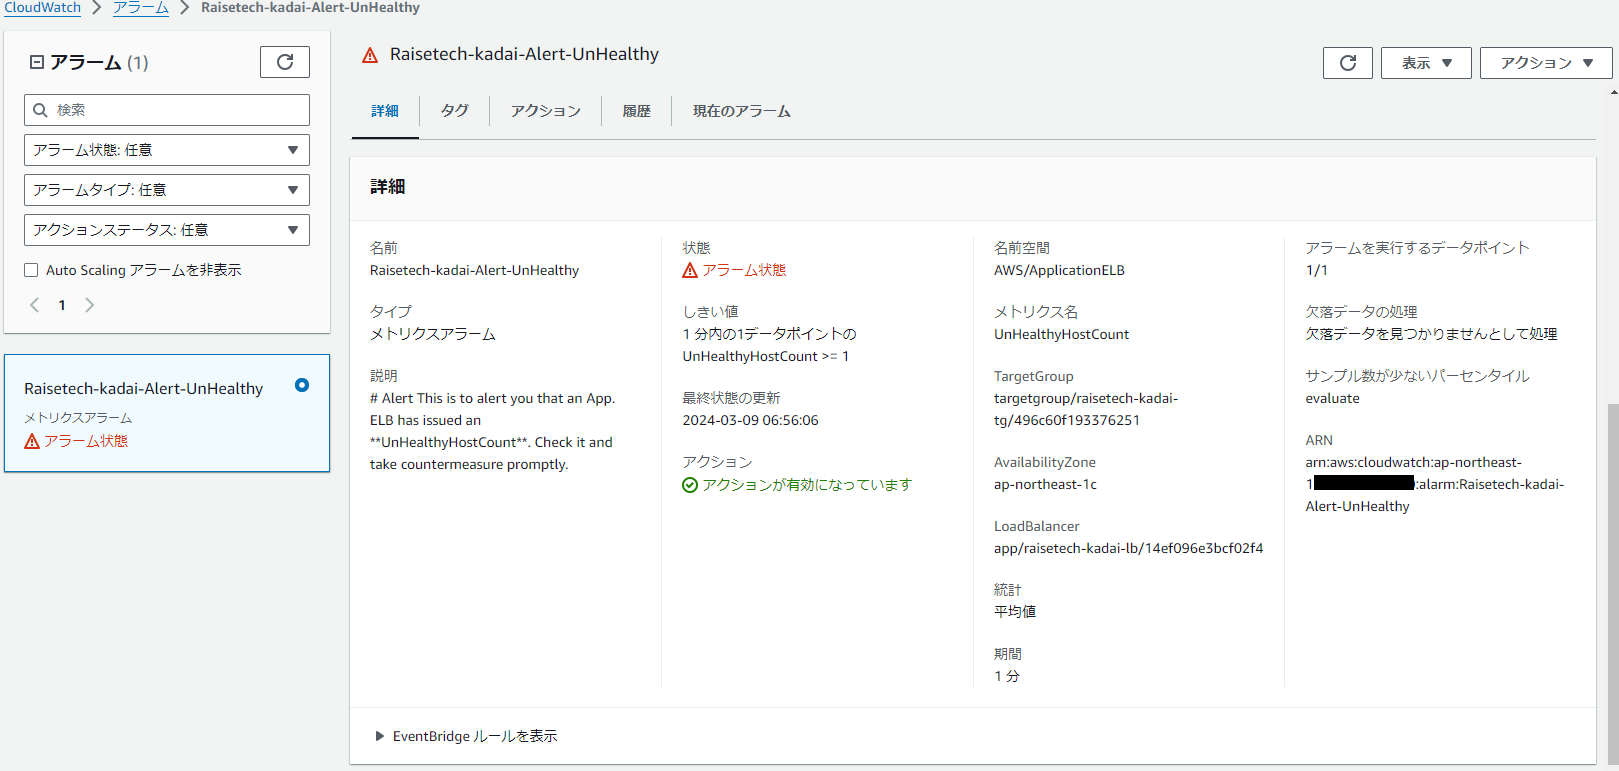 CloudWatch > アラーム > Raisetech-kadai-Alert-UnHealthy
アラーム (1)
検索
アラーム状態: 任意
アラームタイプ: 任意
アクションステータス: 任意
Auto Scaling アラームを非表示
1
Raisetech-kadai-Alert-UnHealthy
メトリクスアラーム
アラーム状態
Raisetech-kadai-Alert-UnHealthy
表示
アクション
詳細
タグ
アクション
履歴
現在のアラーム
詳細
名前
Raisetech-kadai-Alert-UnHealthy
タイプ
メトリクスアラーム
説明
# Alert This is to alert you that an App.
ELB has issued an
**UnHealthyHostCount**. Check it and
take countermeasure promptly.
状態
アラーム状態
しきい値
1 分内の1データポイントの
UnHealthyHostCount >= 1
最終状態の更新
2024-03-09 06:56:06
アクション
アクションが有効になっています
名前空間
AWS/ApplicationELB
メトリクス名
UnHealthyHostCount
TargetGroup
targetgroup/raisetech-kadai-
tg/496c60f193376251
AvailabilityZone
ap-northeast-1c
LoadBalancer
app/raisetech-kadai-lb/14ef096e3bcf02f4
統計
平均値
期間
1 分
アラームを実行するデータポイント
1/1
欠落データの処理
欠落データを見つかりませんとして処理
サンプル数が少ないパーセンタイル
evaluate
ARN
arn:aws:cloudwatch:ap-northeast-
1 :alarm:Raisetech-kadai-
Alert-UnHealthy
EventBridge ルールを表示